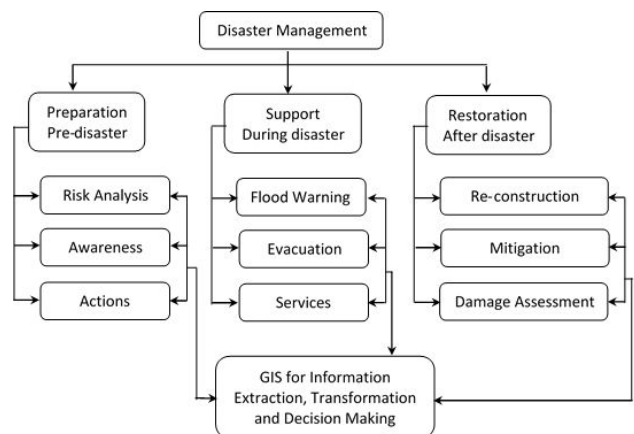 Disaster Management
Preparation
Pre-disaster
Support
During disaster
Restoration
After disaster
Risk Analysis
Awareness
Actions
Flood Warning
Evacuation
Services
Re-construction
Mitigation
Damage Assessment
GIS for Information
Extraction, Transformation
and Decision Making